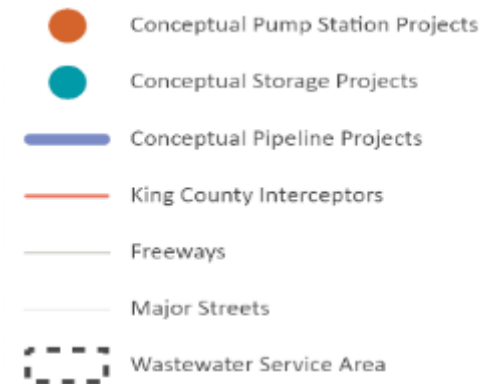 Conceptual Pump Station Projects
Conceptual Storage Projects
Conceptual Pipeline Projects
King County Interceptors
Freeways
Major Streets
Wastewater Service Area